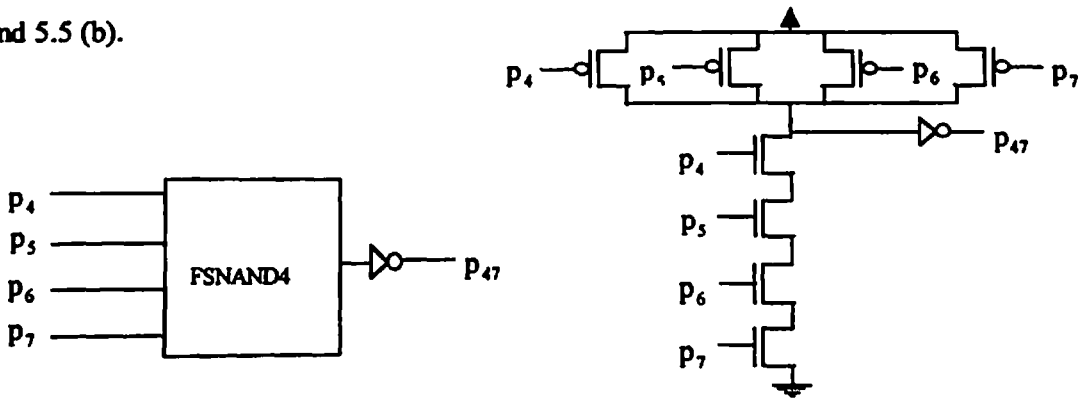 nd 5.5 (b).
p₄
p₅
p₆
p₇
p₄
p₄₇
p₅
p₆
p₇
p₄
p₅
p₆
p₇
FSNAND4
p₄₇